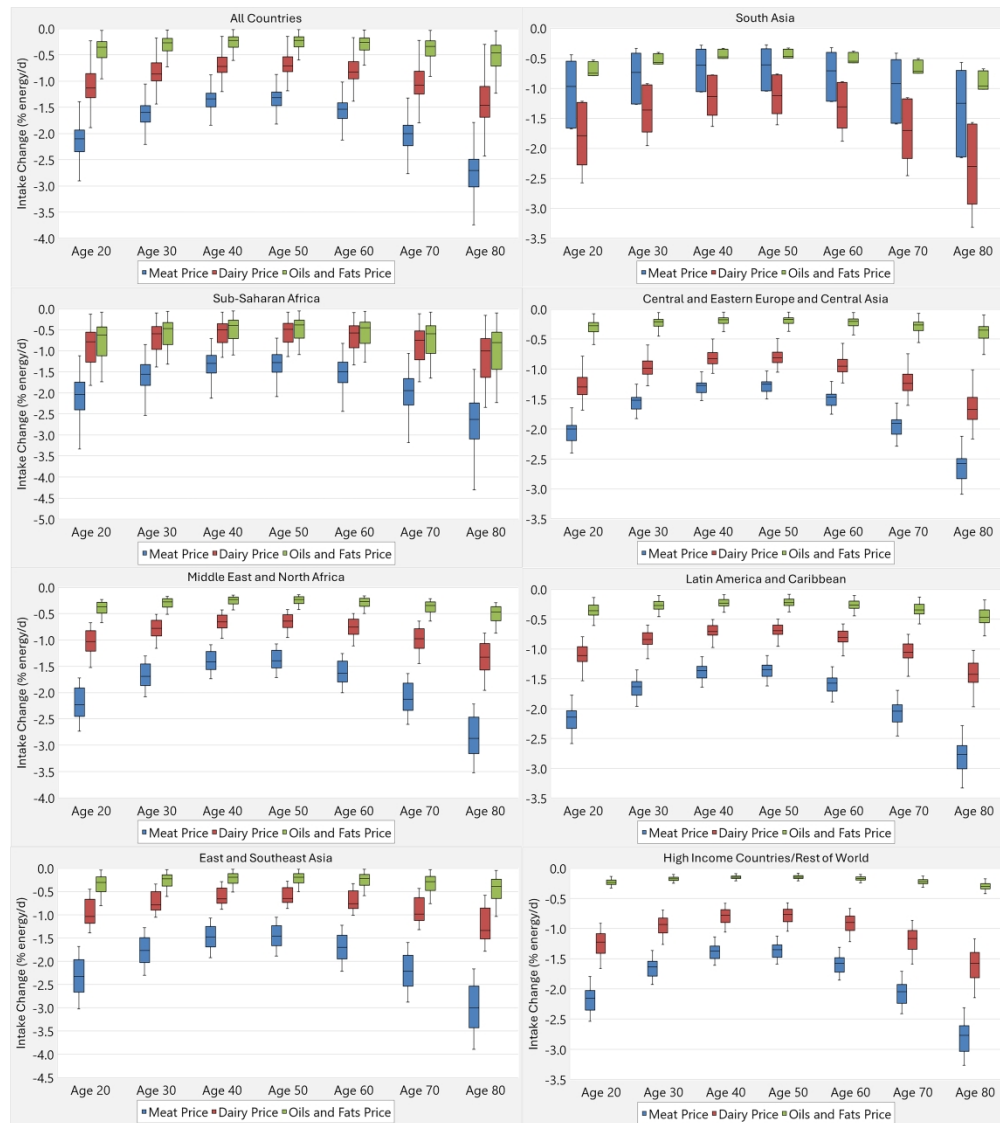 All Countries
Intake Change (% energy/d)
0.0
-0.5
-1.0
-1.5
-2.0
-2.5
-3.0
-3.5
-4.0
Age 20 Age 30 Age 40 Age 50 Age 60 Age 70 Age 80
Meat Price Dairy Price Oils and Fats Price
South Asia
0.0
-0.5
-1.0
-1.5
-2.0
-2.5
-3.0
-3.5
Age 20 Age 30 Age 40 Age 50 Age 60 Age 70 Age 80
Meat Price Dairy Price Oils and Fats Price
Sub-Saharan Africa
Intake Change (% energy/d)
0.0
-0.5
-1.0
-1.5
-2.0
-2.5
-3.0
-3.5
-4.0
-4.5
-5.0
Age 20 Age 30 Age 40 Age 50 Age 60 Age 70 Age 80
Meat Price Dairy Price Oils and Fats Price
Central and Eastern Europe and Central Asia
0.0
-0.5
-1.0
-1.5
-2.0
-2.5
-3.0
-3.5
Age 20 Age 30 Age 40 Age 50 Age 60 Age 70 Age 80
Meat Price Dairy Price Oils and Fats Price
Middle East and North Africa
Intake Change (% energy/d)
0.0
-0.5
-1.0
-1.5
-2.0
-2.5
-3.0
-3.5
-4.0
Age 20 Age 30 Age 40 Age 50 Age 60 Age 70 Age 80
Meat Price Dairy Price Oils and Fats Price
Latin America and Caribbean
0.0
-0.5
-1.0
-1.5
-2.0
-2.5
-3.0
-3.5
Age 20 Age 30 Age 40 Age 50 Age 60 Age 70 Age 80
Meat Price Dairy Price Oils and Fats Price
East and Southeast Asia
Intake Change (% energy/d)
0.0
-0.5
-1.0
-1.5
-2.0
-2.5
-3.0
-3.5
-4.0
-4.5
Age 20 Age 30 Age 40 Age 50 Age 60 Age 70 Age 80
Meat Price Dairy Price Oils and Fats Price
High Income Countries/Rest of World
Intake Change (% energy/d)
0.0
-0.5
-1.0
-1.5
-2.0
-2.5
-3.0
-3.5
Age 20 Age 30 Age 40 Age 50 Age 60 Age 70 Age 80
Meat Price Dairy Price Oils and Fats Price